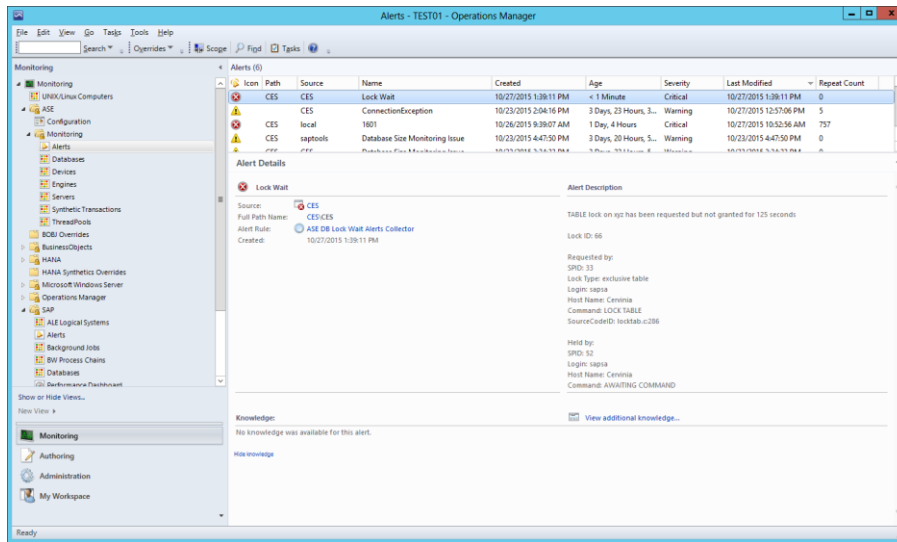 Alerts - TEST01 - Operations Manager
File Edit View Go Tasks Tools Help
Search Overrides Scope Find Tasks
Monitoring
Monitoring
UNIX/Linux Computers
ASE
Configuration
Monitoring
Alerts
Databases
Devices
Engines
Servers
Synthetic Transactions
ThreadPools
BOBJ Overrides
BusinessObjects
HANA
HANA Synthetics Overrides
Microsoft Windows Server
Operations Manager
SAP
ALE Logical Systems
Alerts
Background Jobs
BW Process Chains
Databases
Performance Dashboard
Show or Hide Views...
New View
Monitoring
Authoring
Administration
My Workspace
Alerts (6)
Icon Path Source Name Created Age Severity Last Modified Repeat Count
CES CES Lock Wait 10/27/2015 1:39:11 PM < 1 Minute Critical 10/27/2015 1:39:11 PM 0
CES ConnectionException 10/23/2015 2:04:16 PM 3 Days, 23 Hours, 3... Warning 10/27/2015 12:57:06 PM 5
CES local 1601 10/26/2015 9:39:07 AM 1 Day, 4 Hours Critical 10/27/2015 10:52:56 AM 757
CES saptools Database Size Monitoring Issue 10/23/2015 4:47:50 PM 3 Days, 20 Hours, 5... Warning 10/23/2015 4:47:50 PM 0
Alert Details
Lock Wait
Source: CES
Full Path Name: CES\CES
Alert Rule: ASE DB Lock Wait Alerts Collector
Created: 10/27/2015 1:39:11 PM
Alert Description
TABLE lock on xyz has been requested but not granted for 125 seconds
Lock ID: 66
Requested by:
SPID: 33
Lock Type: exclusive table
Login: sapsa
Host Name: Cervinia
Command: LOCK TABLE
SourceCodeID: locktab.c:286
Held by:
SPID: 52
Login: sapsa
Host Name: Cervinia
Command: AWAITING COMMAND
Knowledge:
View additional knowledge...
No knowledge was available for this alert.
Hide knowledge
Ready